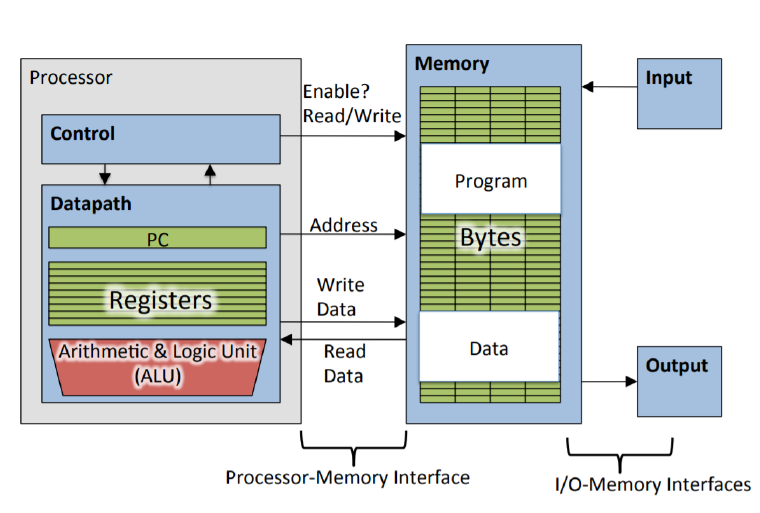 Processor
Control
Datapath
PC
Registers
Arithmetic & Logic Unit
(ALU)
Enable?
Read/Write
Address
Write
Data
Read
Data
Processor-Memory Interface
Memory
Program
Bytes
Data
Input
Output
I/O-Memory Interfaces